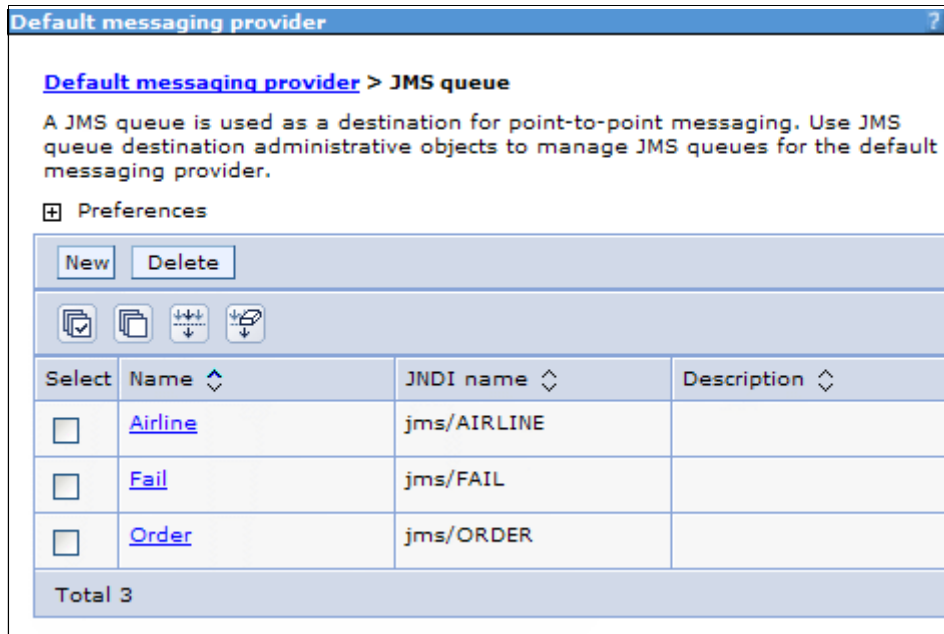 Default messaging provider ?
Default messaging provider > JMS queue
A JMS queue is used as a destination for point-to-point messaging. Use JMS
queue destination administrative objects to manage JMS queues for the default
messaging provider.
Preferences
New Delete
Select Name JNDI name Description
Airline jms/AIRLINE
Fail jms/FAIL
Order jms/ORDER
Total 3